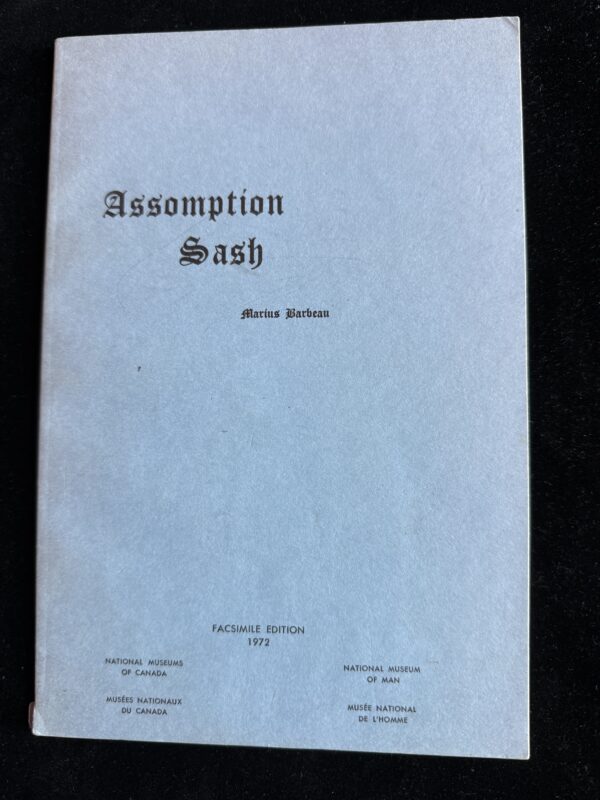 Assomption
Sash
Marius Barbeau
FACSIMILE EDITION
1972
NATIONAL MUSEUMS
OF CANADA
MUSÉES NATIONAUX
DU CANADA
NATIONAL MUSEUM
OF MAN
MUSÉE NATIONAL
DE L'HOMME